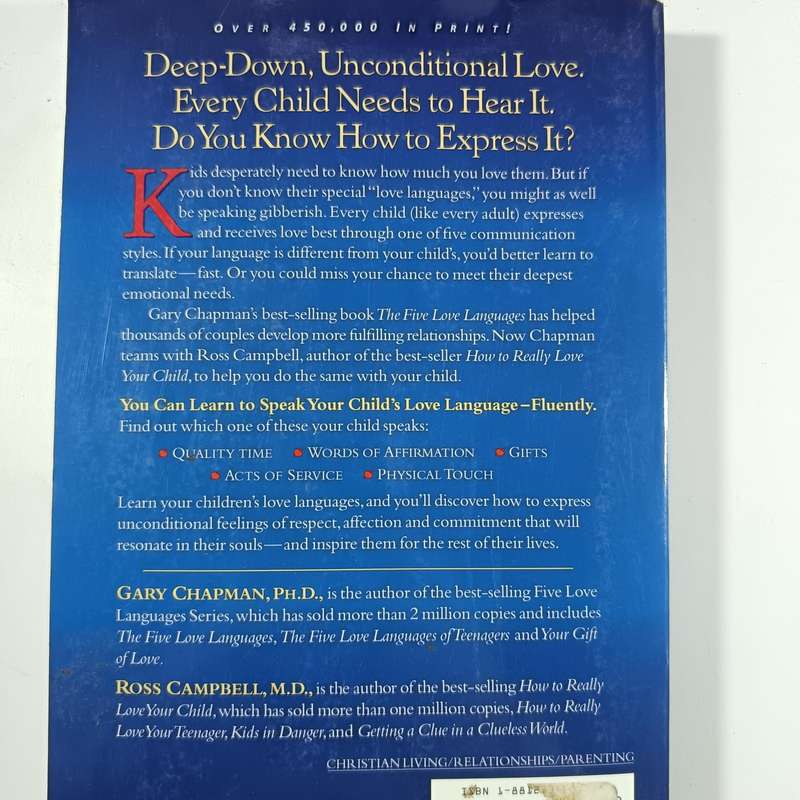 OVER 450,000 IN PRINT!
Deep-Down, Unconditional Love.
Every Child Needs to Hear It.
Do You Know How to Express It?
Kids desperately need to know how much you love them. But if
you don't know their special “love languages,” you might as well
be speaking gibberish. Every child (like every adult) expresses
and receives love best through one of five communication
styles. If your language is different from your child's, you'd better learn to
translate—fast. Or you could miss your chance to meet their deepest
emotional needs.
Gary Chapman's best-selling book The Five Love Languages has helped
thousands of couples develop more fulfilling relationships. Now Chapman
teams with Ross Campbell, author of the best-seller How to Really Love
Your Child, to help you do the same with your child.
You Can Learn to Speak Your Child's Love Language–Fluently.
Find out which one of these your child speaks:
• QUALITY TIME • WORDS OF AFFIRMATION • GIFTS
• ACTS OF SERVICE • PHYSICAL TOUCH
Learn your children's love languages, and you'll discover how to express
unconditional feelings of respect, affection and commitment that will
resonate in their souls—and inspire them for the rest of their lives.
GARY CHAPMAN, PH.D., is the author of the best-selling Five Love
Languages Series, which has sold more than 2 million copies and includes
The Five Love Languages, The Five Love Languages of Teenagers and Your Gift
of Love.
ROSS CAMPBELL, M.D., is the author of the best-selling How to Really
Love Your Child, which has sold more than one million copies, How to Really
Love Your Teenager, Kids in Danger, and Getting a Clue in a Clueless World.
CHRISTIAN LIVING/RELATIONSHIPS/PARENTING
ISBN 1-881